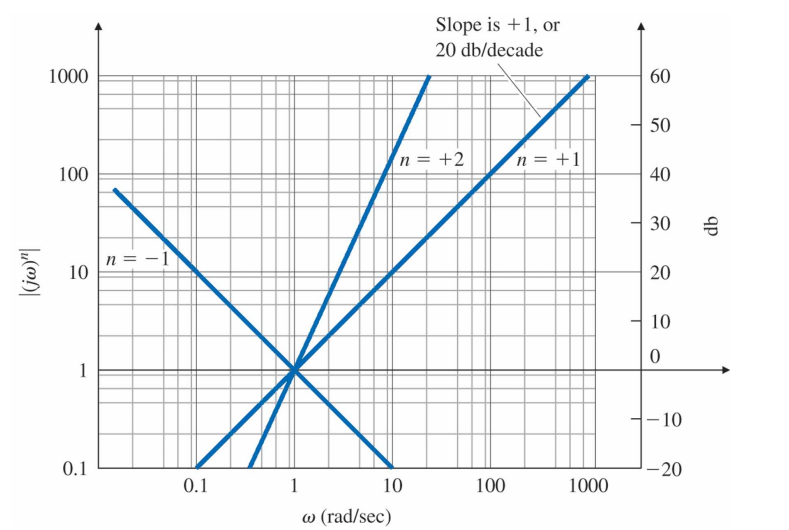 Slope is +1, or
20 db/decade
1000
100
10
1
0.1
|(jω)ⁿ|
n = −1
n = +2
n = +1
60
50
40
30
20
10
0
−10
−20
db
0.1 1 10 100 1000
ω (rad/sec)